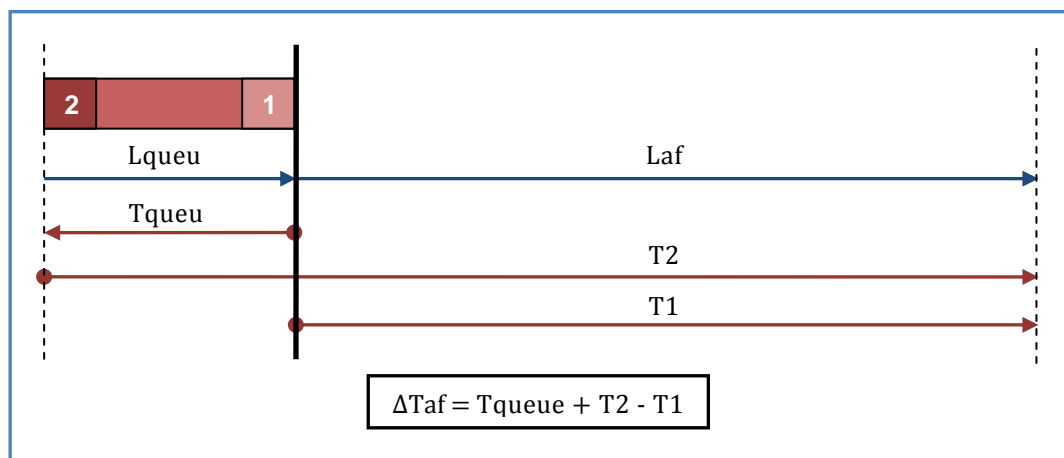 2 1
Lqueu Laf
Tqueu
T2
T1
ΔTaf = Tqueue + T2 - T1